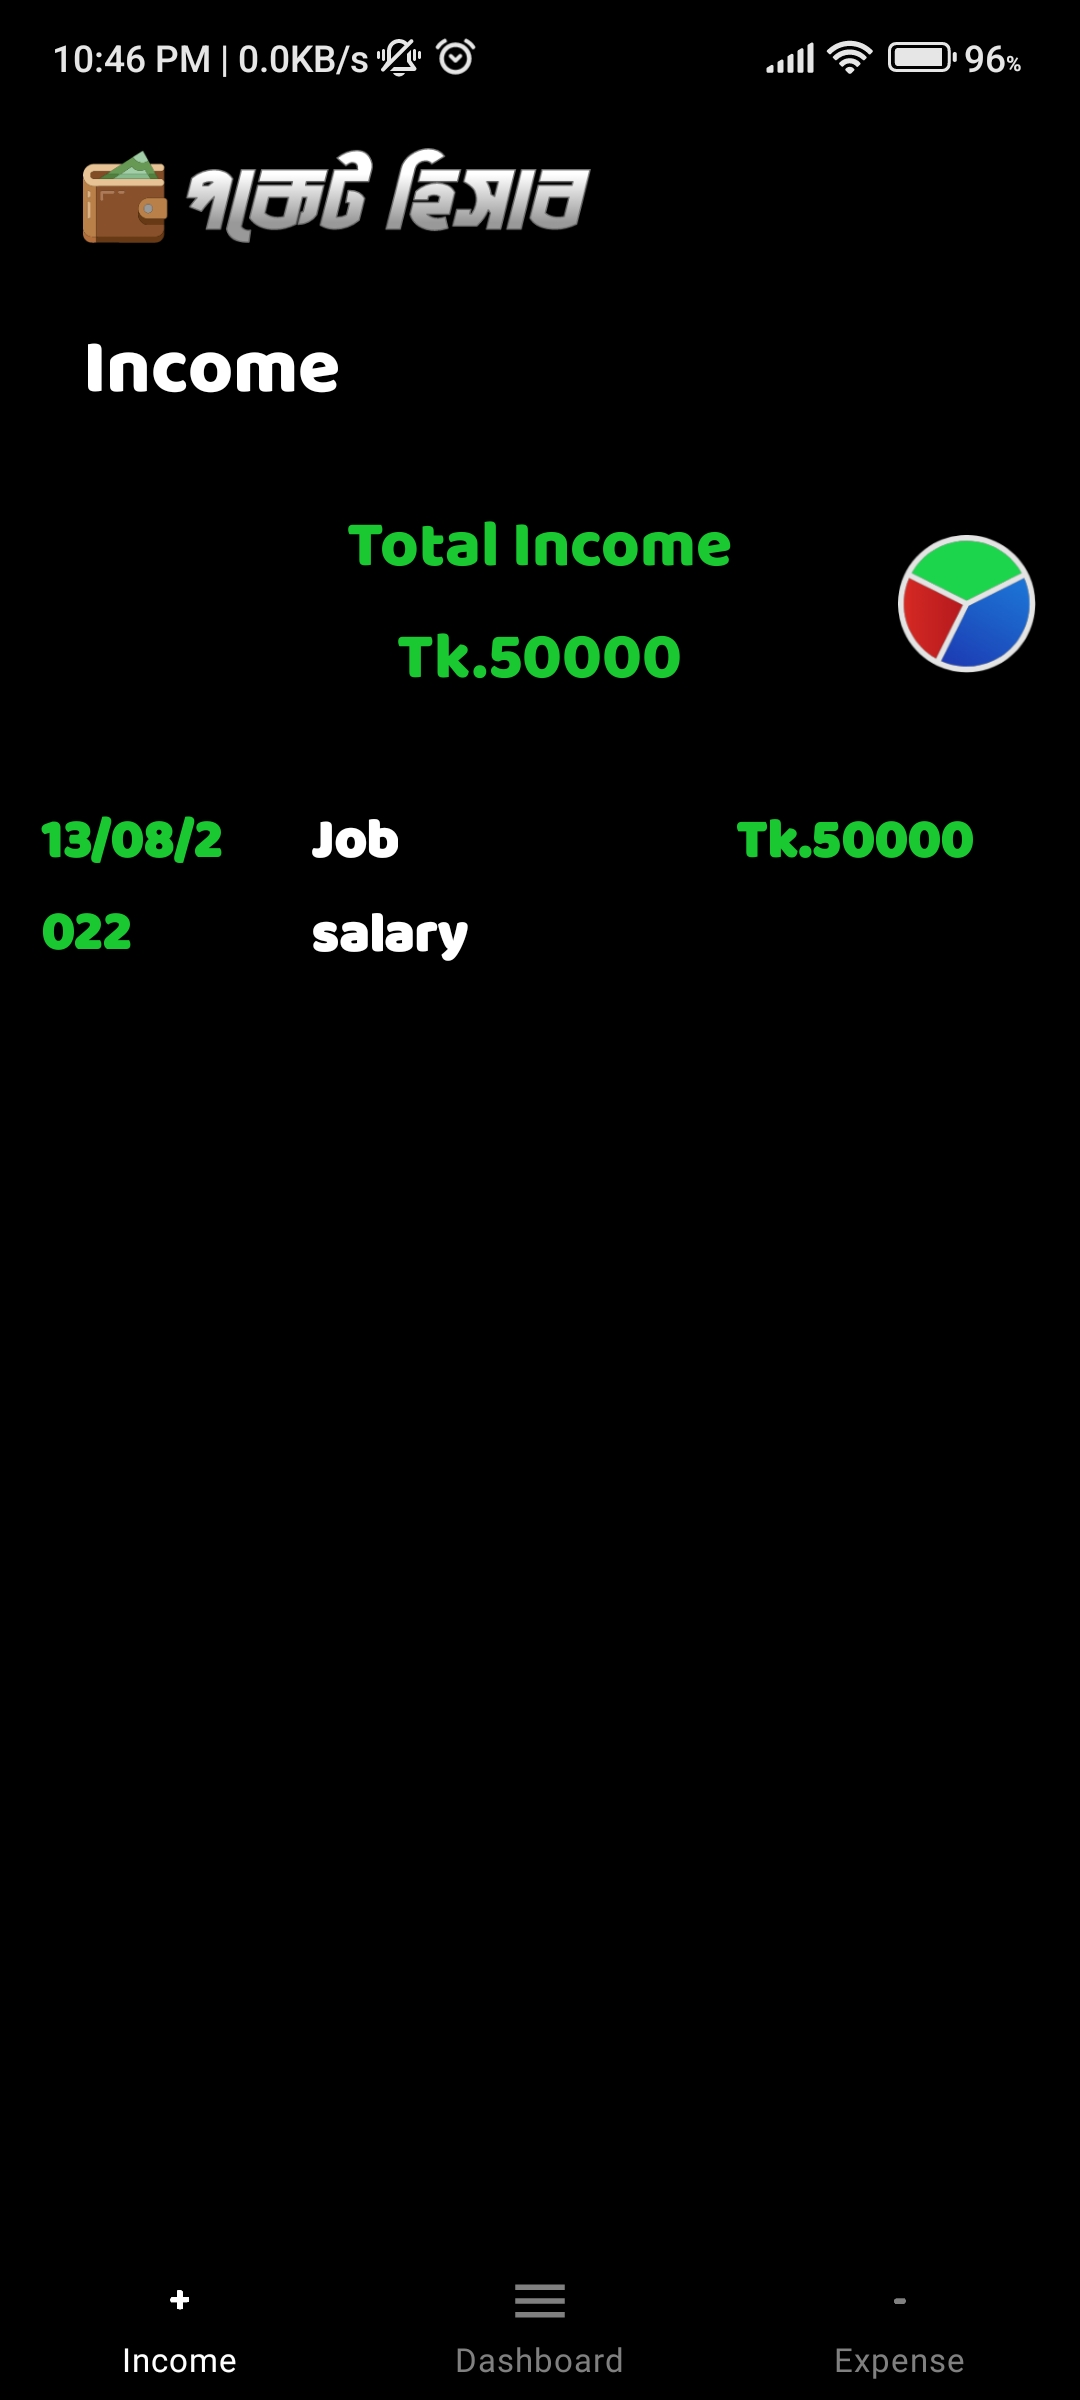 10:46 PM | 0.0KB/s 96%
পকেট হিসাব
Income
Total Income
Tk.50000
13/08/2 Job Tk.50000
022 salary
+ - 
Income Dashboard Expense